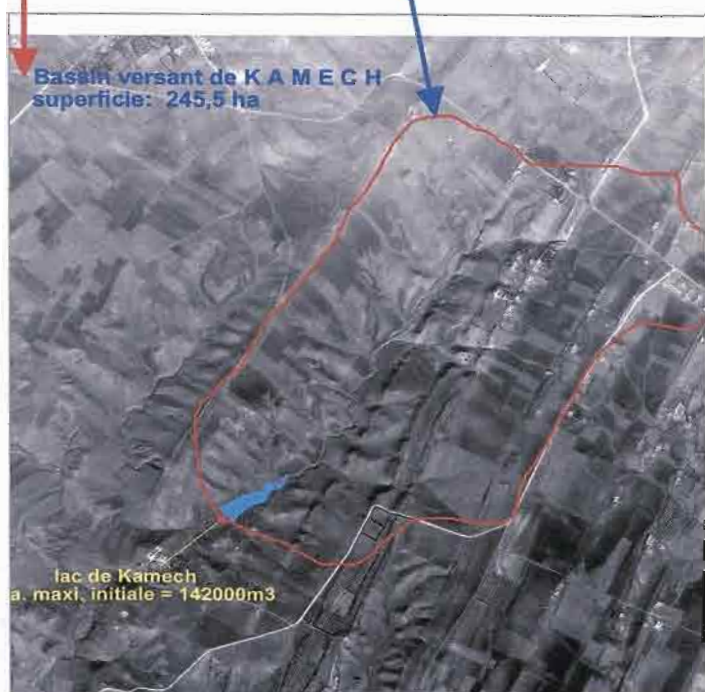 Bassin versant de K A M E C H
superficie: 245,5 ha
lac de Kamech
a. maxi. initiale = 142000m3